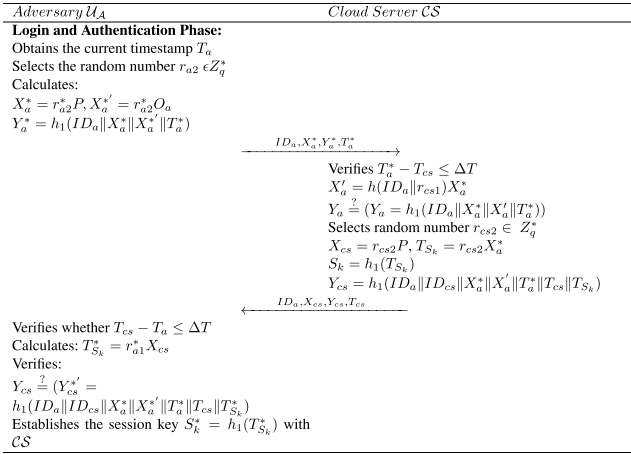 Adversary 𝒰_𝒜 Cloud Server 𝒞𝒮
Login and Authentication Phase:
Obtains the current timestamp T_a
Selects the random number r_{a2} ϵZ_q^*
Calculates:
X_a^* = r_{a2}^*P, X_a^{*'} = r_{a2}^*O_a
Y_a^* = h_1(ID_a‖X_a^*‖X_a^{*'}‖T_a^*)
ID_a,X_a^*,Y_a^*,T_a^*
Verifies T_a^* − T_{cs} ≤ ΔT
X_a' = h(ID_a‖r_{cs1})X_a^*
Y_a ≟ (Y_a = h_1(ID_a‖X_a^*‖X_a'‖T_a^*))
Selects random number r_{cs2} ∈ Z_q^*
X_{cs} = r_{cs2}P, T_{S_k} = r_{cs2}X_a^*
S_k = h_1(T_{S_k})
Y_{cs} = h_1(ID_a‖ID_{cs}‖X_a^*‖X_a^'‖T_a^*‖T_{cs}‖T_{S_k})
ID_a,X_{cs},Y_{cs},T_{cs}
Verifies whether T_{cs} − T_a ≤ ΔT
Calculates: T_{S_k}^* = r_{a1}^*X_{cs}
Verifies:
Y_{cs} ≟ (Y_{cs}^{*'} =
h_1(ID_a‖ID_{cs}‖X_a^*‖X_a^{*'}‖T_a^*‖T_{cs}‖T_{S_k}^*)
Establishes the session key S_k^* = h_1(T_{S_k}^*) with
𝒞𝒮